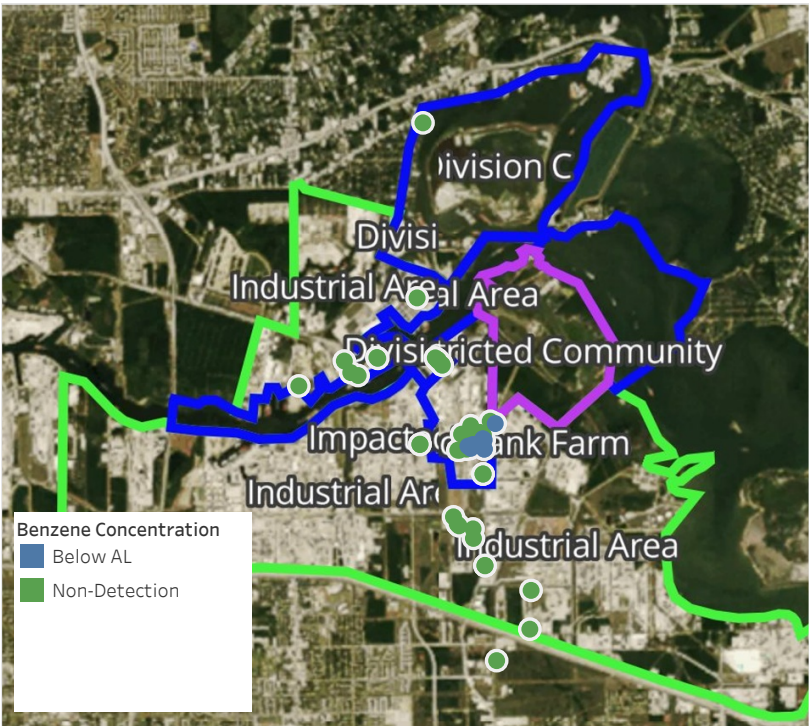 Division C
Divisi
Industrial Are
al Area
Divisi
tricted Community
Impact
ank Farm
Industrial Are
Industrial Area
Benzene Concentration
Below AL
Non-Detection